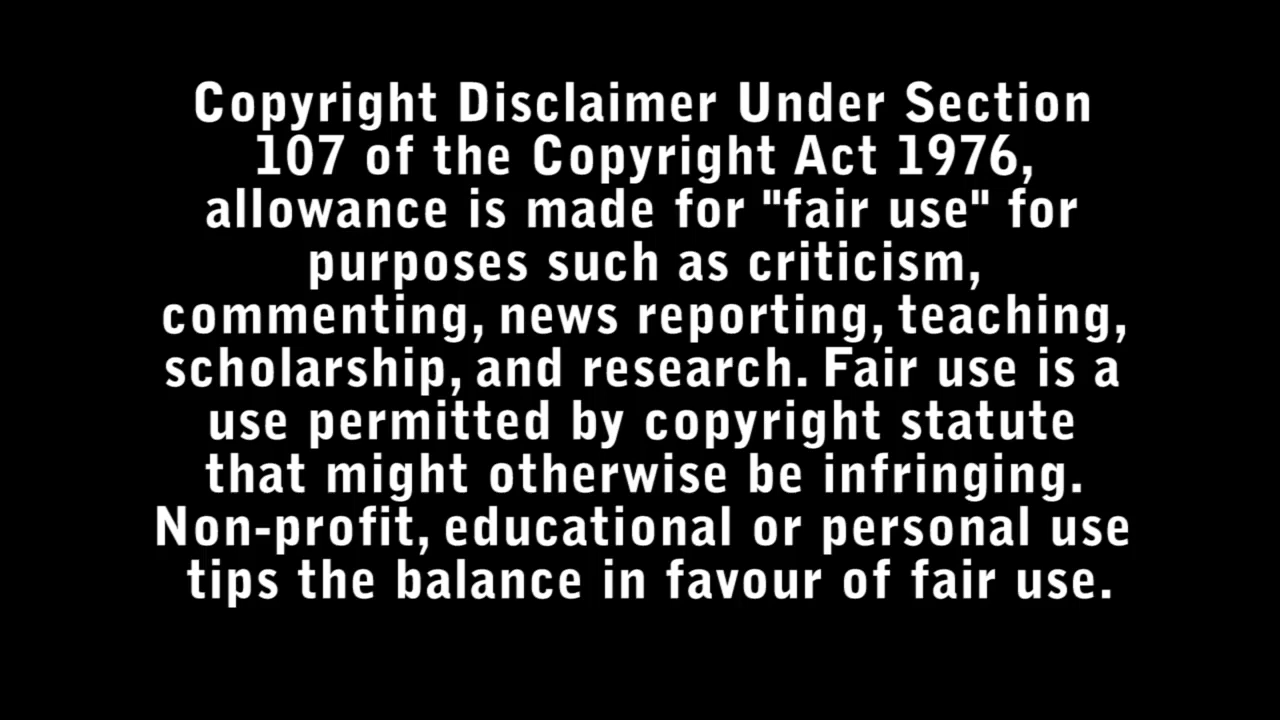 Copyright Disclaimer Under Section
107 of the Copyright Act 1976,
allowance is made for "fair use" for
purposes such as criticism,
commenting, news reporting, teaching,
scholarship, and research. Fair use is a
use permitted by copyright statute
that might otherwise be infringing.
Non-profit, educational or personal use
tips the balance in favour of fair use.